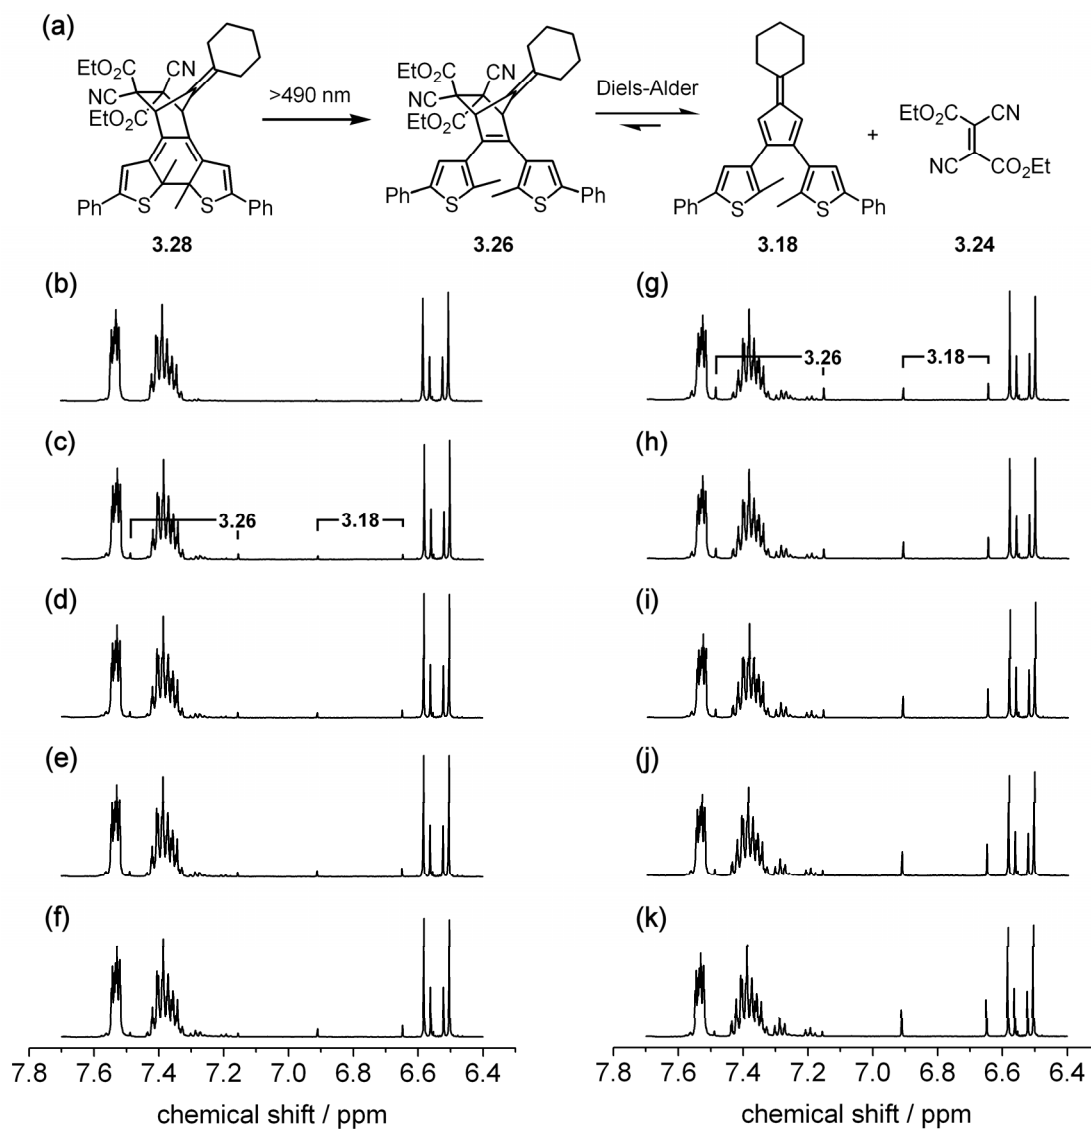 (a)
EtO₂C CN
NC
EtO₂C
Ph S S Ph
3.28
>490 nm
EtO₂C CN
NC
EtO₂C
Ph S S Ph
3.26
Diels-Alder
Ph S S Ph
3.18
+
EtO₂C CN
NC CO₂Et
3.24
(b)
(c)
3.26 3.18
(d)
(e)
(f)
7.8 7.6 7.4 7.2 7.0 6.8 6.6 6.4
chemical shift / ppm
(g)
3.26 3.18
(h)
(i)
(j)
(k)
7.8 7.6 7.4 7.2 7.0 6.8 6.6 6.4
chemical shift / ppm